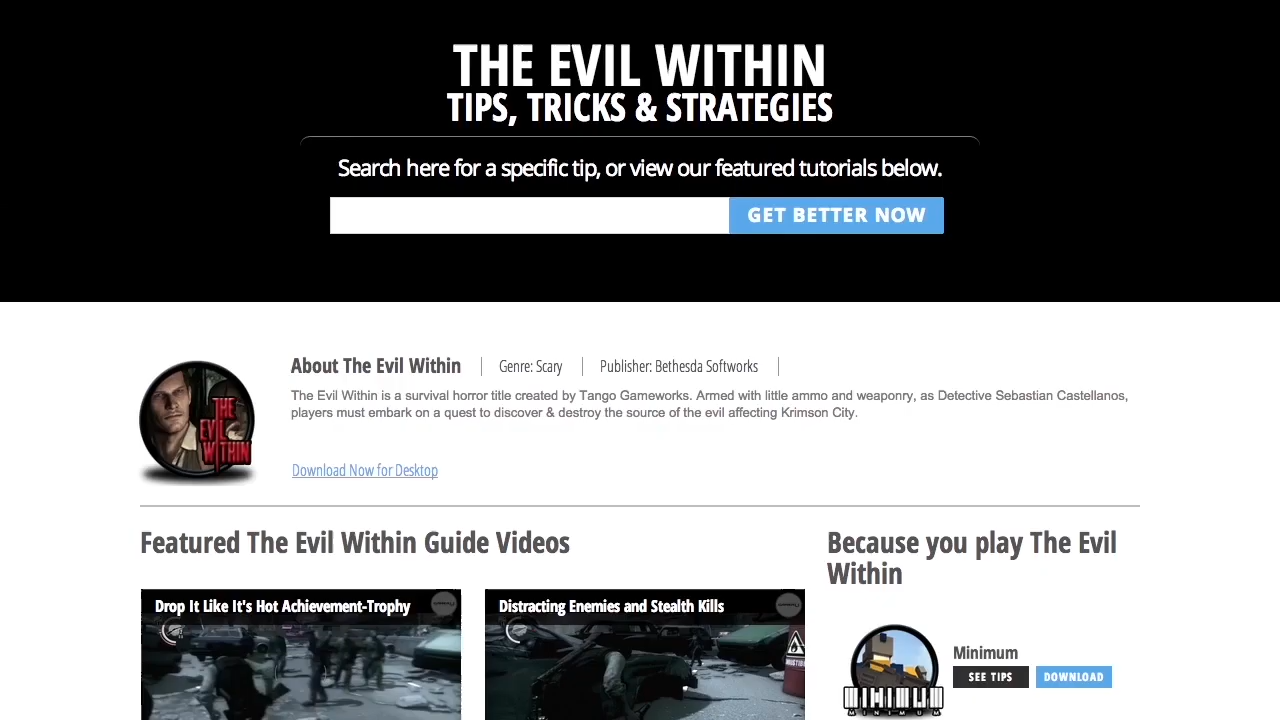 THE EVIL WITHIN
TIPS, TRICKS & STRATEGIES
Search here for a specific tip, or view our featured tutorials below.
GET BETTER NOW
About The Evil Within
Genre: Scary
Publisher: Bethesda Softworks
The Evil Within is a survival horror title created by Tango Gameworks. Armed with little ammo and weaponry, as Detective Sebastian Castellanos,
players must embark on a quest to discover & destroy the source of the evil affecting Krimson City.
THE
EVIL
WITHIN
Download Now for Desktop
Featured The Evil Within Guide Videos
Because you play The Evil
Within
Drop It Like It's Hot Achievement-Trophy
Distracting Enemies and Stealth Kills
Minimum
SEE TIPS
DOWNLOAD
MINIMUM
MINIMUM